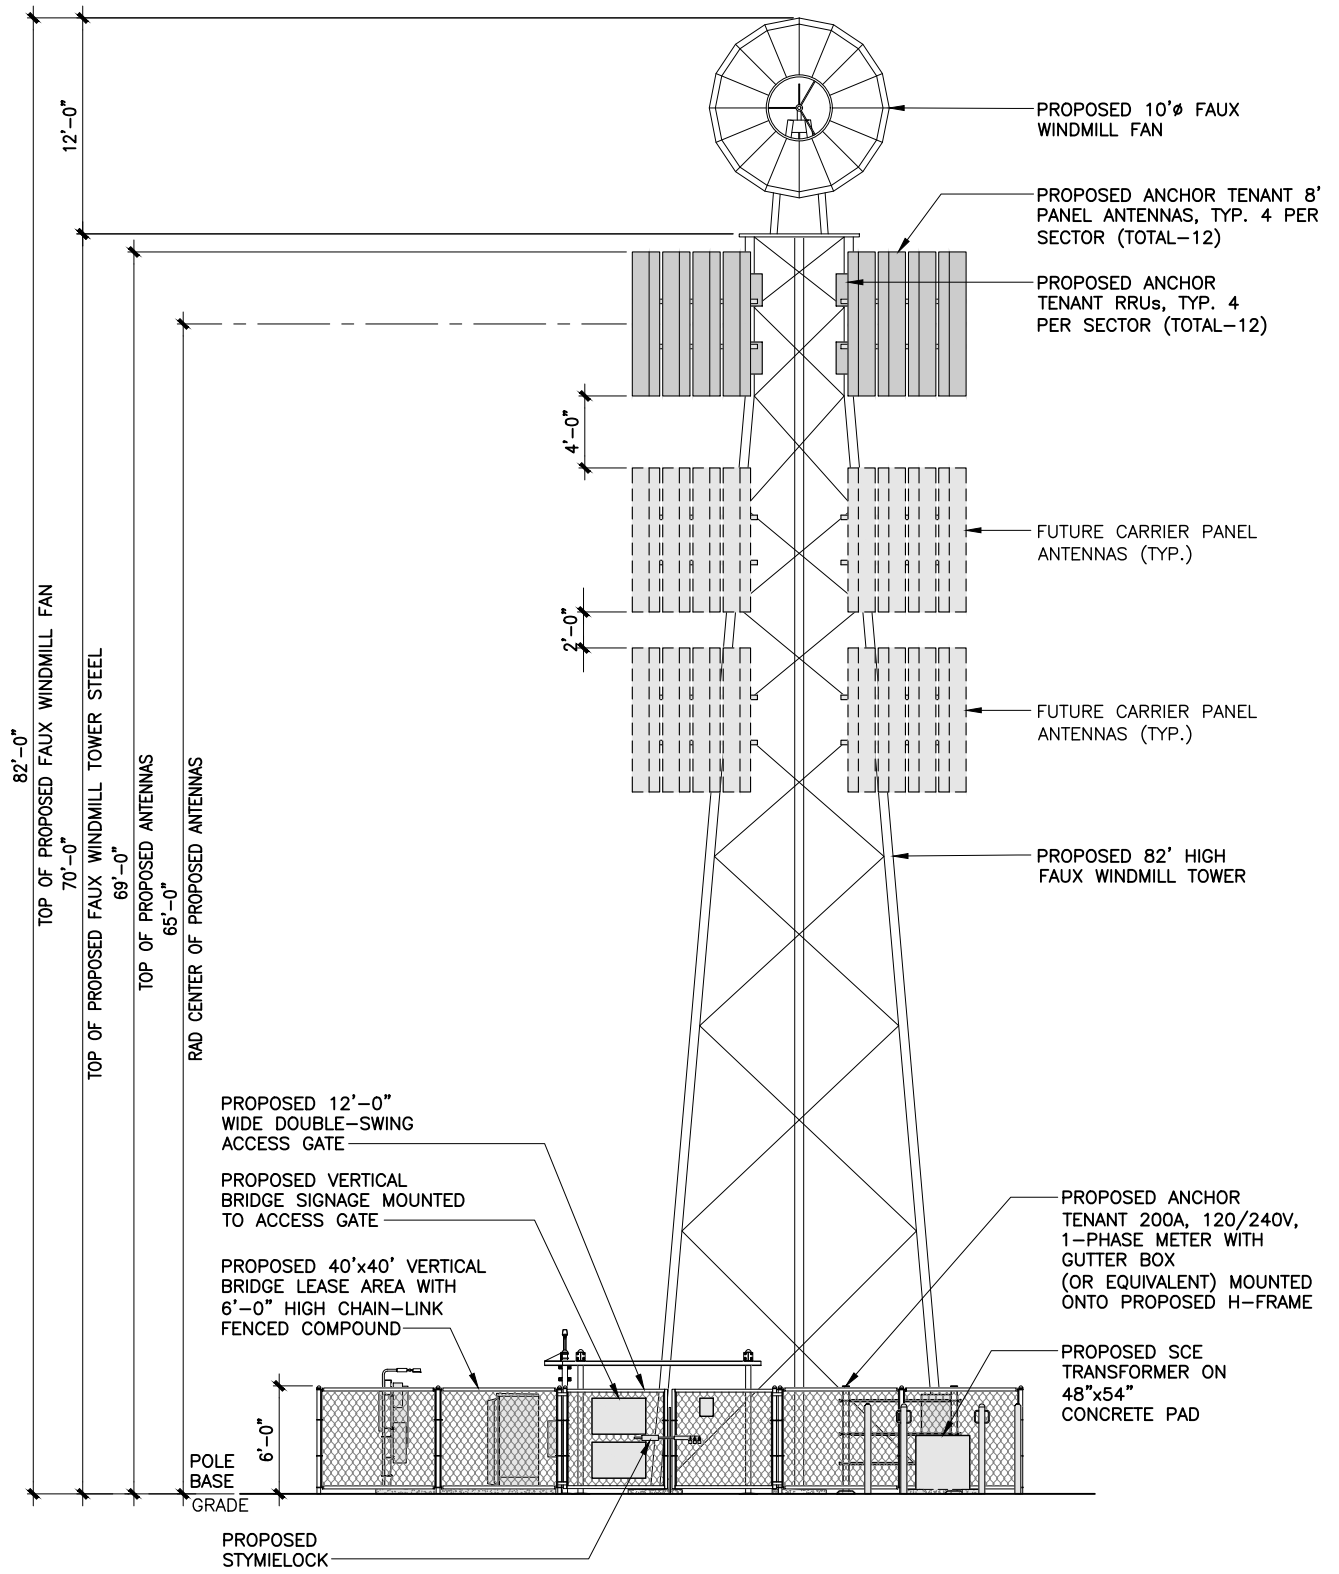 12'-0"
PROPOSED 10'ø FAUX
WINDMILL FAN
PROPOSED ANCHOR TENANT 8'
PANEL ANTENNAS, TYP. 4 PER
SECTOR (TOTAL-12)
PROPOSED ANCHOR
TENANT RRUs, TYP. 4
PER SECTOR (TOTAL-12)
4'-0"
FUTURE CARRIER PANEL
ANTENNAS (TYP.)
2'-0"
FUTURE CARRIER PANEL
ANTENNAS (TYP.)
82'-0"
TOP OF PROPOSED FAUX WINDMILL FAN
70'-0"
TOP OF PROPOSED FAUX WINDMILL TOWER STEEL
69'-0"
TOP OF PROPOSED ANTENNAS
65'-0"
RAD CENTER OF PROPOSED ANTENNAS
PROPOSED 82' HIGH
FAUX WINDMILL TOWER
PROPOSED 12'-0"
WIDE DOUBLE-SWING
ACCESS GATE
PROPOSED VERTICAL
BRIDGE SIGNAGE MOUNTED
TO ACCESS GATE
PROPOSED 40'x40' VERTICAL
BRIDGE LEASE AREA WITH
6'-0" HIGH CHAIN-LINK
FENCED COMPOUND
PROPOSED ANCHOR
TENANT 200A, 120/240V,
1-PHASE METER WITH
GUTTER BOX
(OR EQUIVALENT) MOUNTED
ONTO PROPOSED H-FRAME
PROPOSED SCE
TRANSFORMER ON
48"x54"
CONCRETE PAD
6'-0"
POLE
BASE
GRADE
PROPOSED
STYMIELOCK